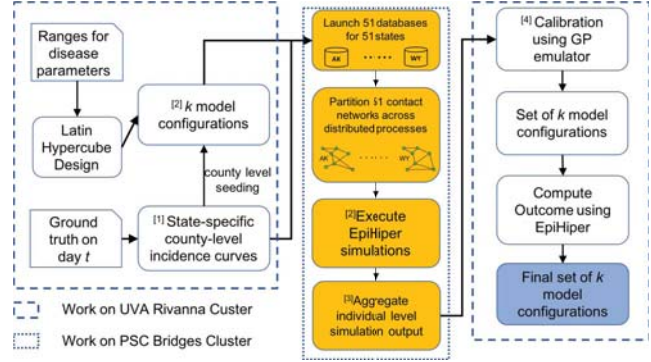 Ranges for
disease
parameters
Latin
Hypercube
Design
Ground
truth on
day t
[2] k model
configurations
county level
seeding
[1] State-specific
county-level
incidence curves
Launch 51 databases
for 51 states
AK
......
WY
Partition 51 contact
networks across
distributed processes
AK
......
WY
[2]Execute
EpiHiper
simulations
[3]Aggregate
individual level
simulation output
[4] Calibration
using GP
emulator
Set of k model
configurations
Compute
Outcome using
EpiHiper
Final set of k
model
configurations
Work on UVA Rivanna Custer
Work on PSC Bridges Cluster